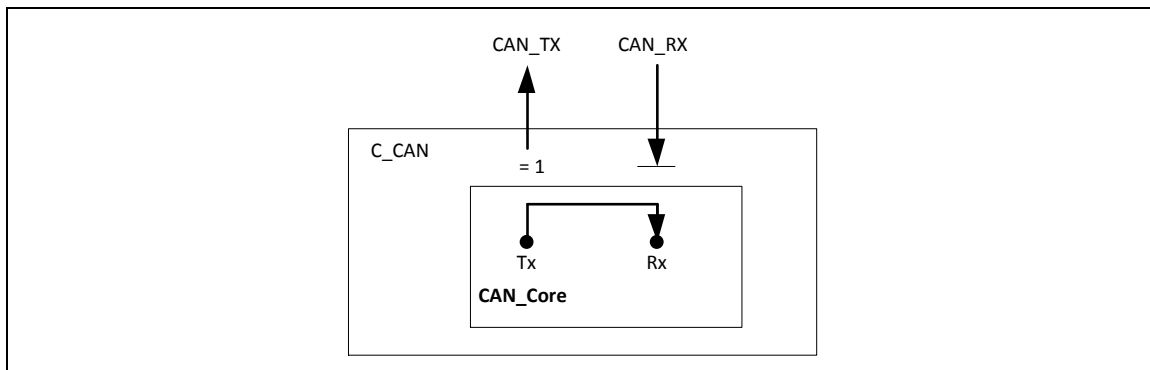 CAN_TX CAN_RX
C_CAN
= 1
Tx Rx
CAN_Core